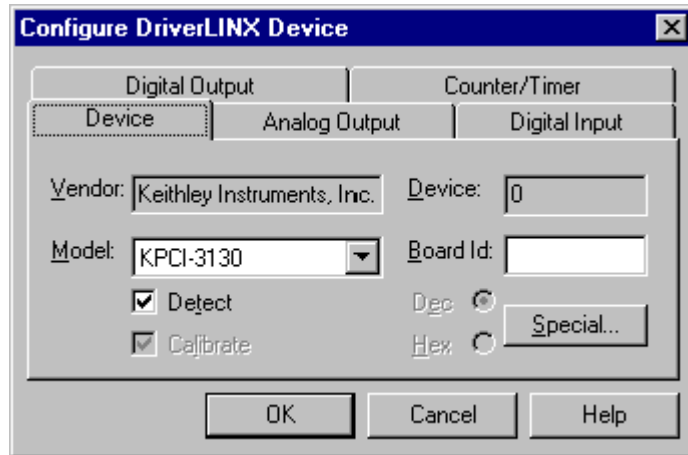 Configure DriverLINX Device
Digital Output Counter/Timer
Device Analog Output Digital Input
Vendor: Keithley Instruments, Inc. Device: 0
Model: KPCI-3130 Board Id:
Detect Dec
Special...
Calibrate Hex
OK Cancel Help